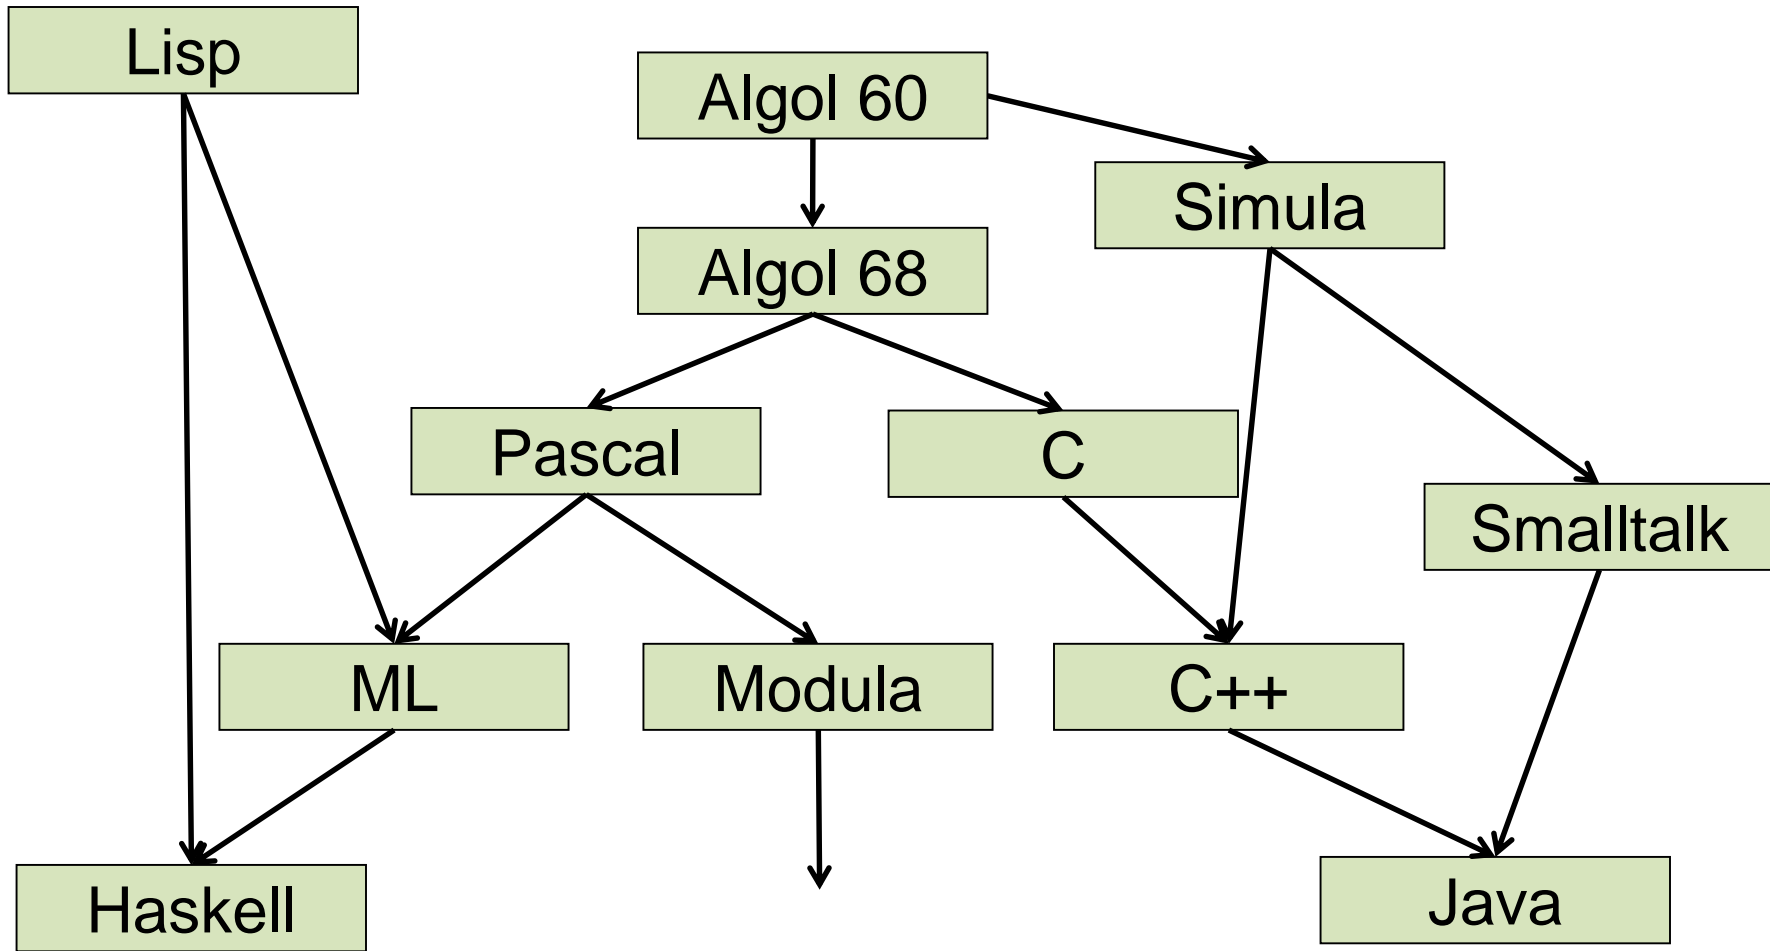 Lisp
Algol 60
Simula
Algol 68
Pascal
C
Smalltalk
ML
Modula
C++
Haskell
Java